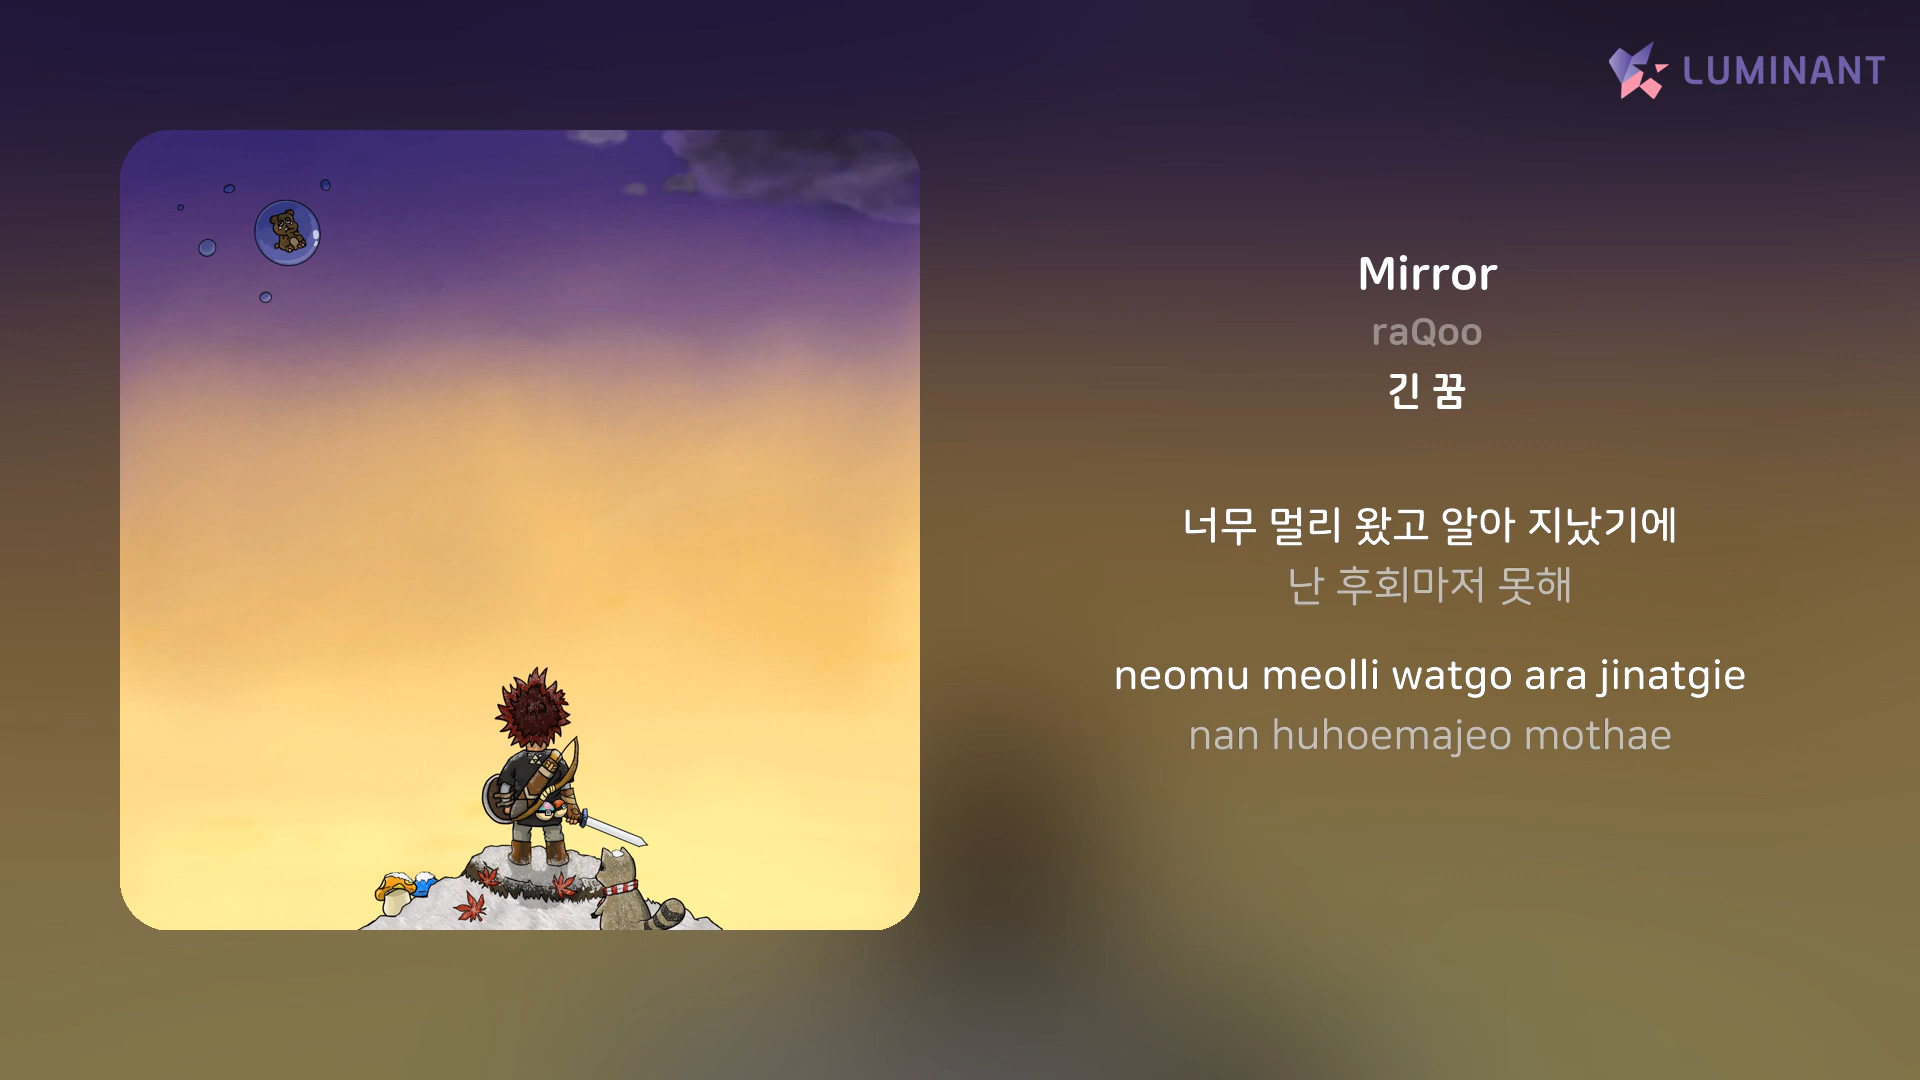 LUMINANT
Mirror
raQoo
긴 꿈
너무 멀리 왔고 알아 지났기에
난 후회마저 못해
neomu meolli watgo ara jinatgie
nan huhoemajeo mothae